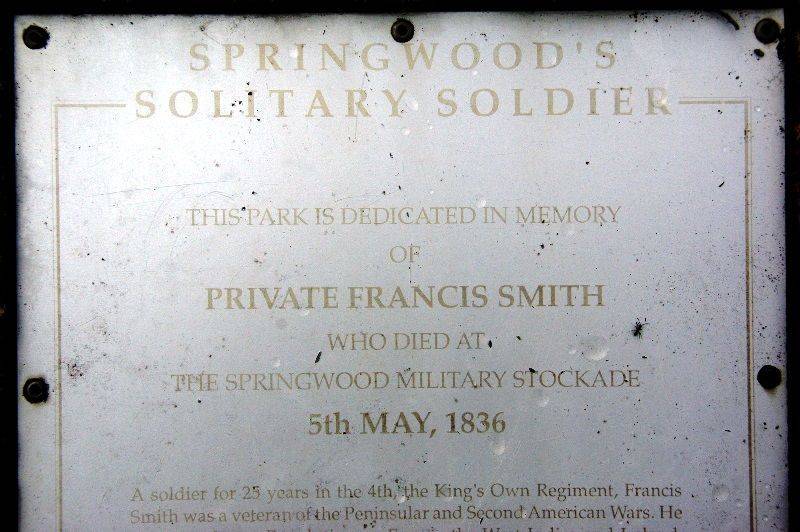 SPRINGWOOD'S
SOLITARY SOLDIER
THIS PARK IS DEDICATED IN MEMORY
OF
PRIVATE FRANCIS SMITH
WHO DIED AT
THE SPRINGWOOD MILITARY STOCKADE
5th MAY, 1836
A soldier for 25 years in the 4th, the King's Own Regiment, Francis
Smith was a veteran of the Peninsular and Second American Wars. He